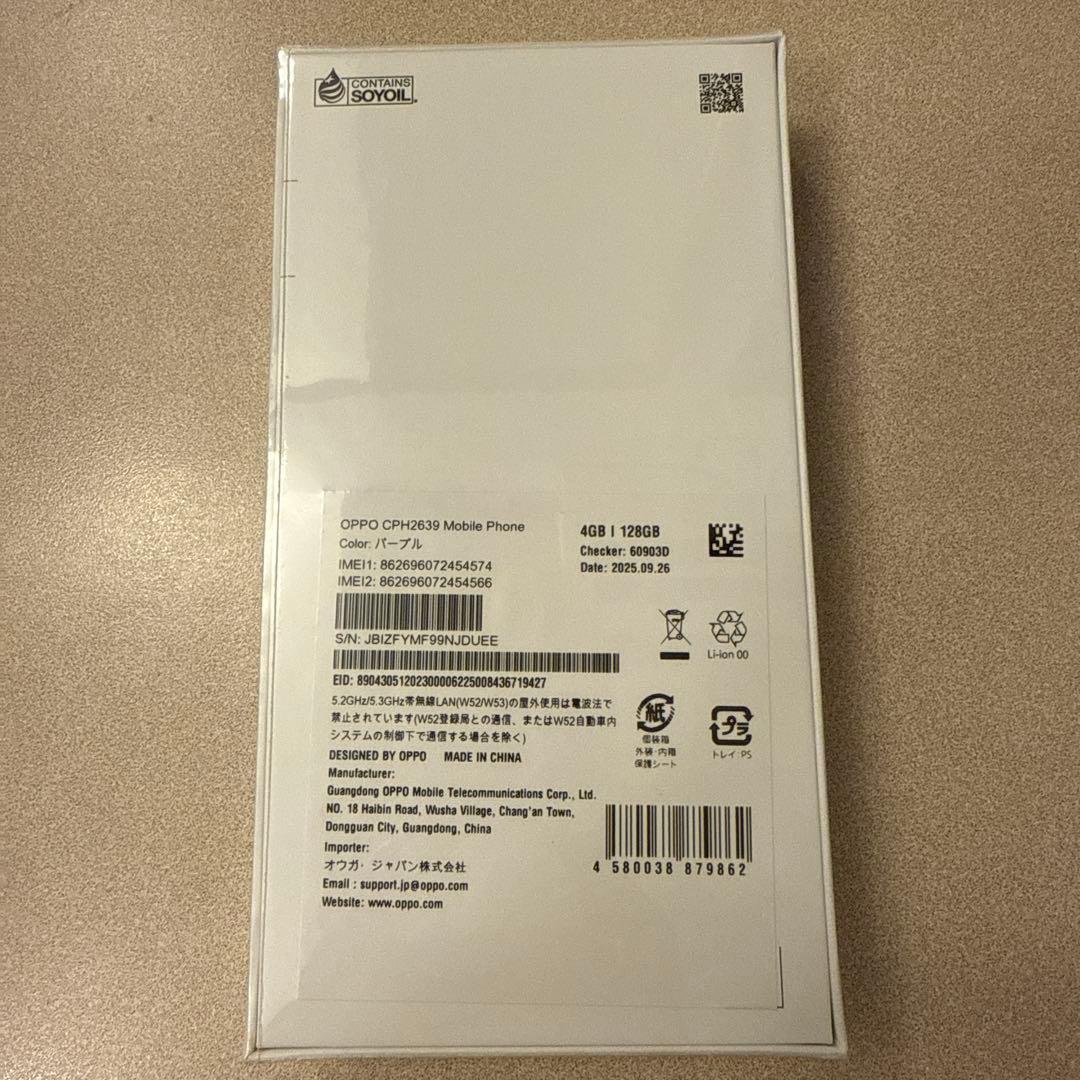 CONTAINS
SOYOIL
OPPO CPH2639 Mobile Phone
Color: パープル
IMEI1: 862696072454574
IMEI2: 862696072454566
S/N: JBIZFYMF99NJDUEE
EID: 89043051202300006225008436719427
5.2GHz/5.3GHz帯無線LAN(W52/W53)の屋外使用は電波法で
禁止されています(W52登録局との通信、またはW52自動車内
システムの制御下で通信する場合を除く)
DESIGNED BY OPPO MADE IN CHINA
Manufacturer:
Guangdong OPPO Mobile Telecommunications Corp., Ltd.
NO. 18 Haibin Road, Wusha Village, Chang'an Town,
Dongguan City, Guangdong, China
Importer:
オウガ・ジャパン株式会社
Email : support.jp@oppo.com
Website: www.oppo.com
4GB | 128GB
Checker: 60903D
Date: 2025.09.26
Li-ion 00
紙
個装箱
外装・内箱
保護シート
プラ
トレイ:PS
4 580038 879862